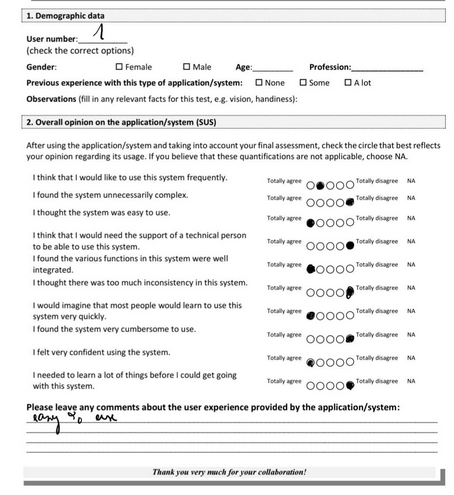 1. Demographic data
User number: 1
(check the correct options)
Gender: Female Male Age: Profession:
Previous experience with this type of application/system: None Some A lot
Observations (fill in any relevant facts for this test, e.g. vision, handiness):
2. Overall opinion on the application/system (SUS)
After using the application/system and taking into account your final assessment, check the circle that best reflects
your opinion regarding its usage. If you believe that these quantifications are not applicable, choose NA.
I think that I would like to use this system frequently. Totally agree Totally disagree NA
I found the system unnecessarily complex. Totally agree Totally disagree NA
I thought the system was easy to use. Totally agree Totally disagree NA
I think that I would need the support of a technical person
to be able to use this system. Totally agree Totally disagree NA
I found the various functions in this system were well
integrated. Totally agree Totally disagree NA
I thought there was too much inconsistency in this system. Totally agree Totally disagree NA
I would imagine that most people would learn to use this
system very quickly. Totally agree Totally disagree NA
I found the system very cumbersome to use. Totally agree Totally disagree NA
I felt very confident using the system. Totally agree Totally disagree NA
I needed to learn a lot of things before I could get going
with this system. Totally agree Totally disagree NA
Please leave any comments about the user experience provided by the application/system:
easy to use
Thank you very much for your collaboration!